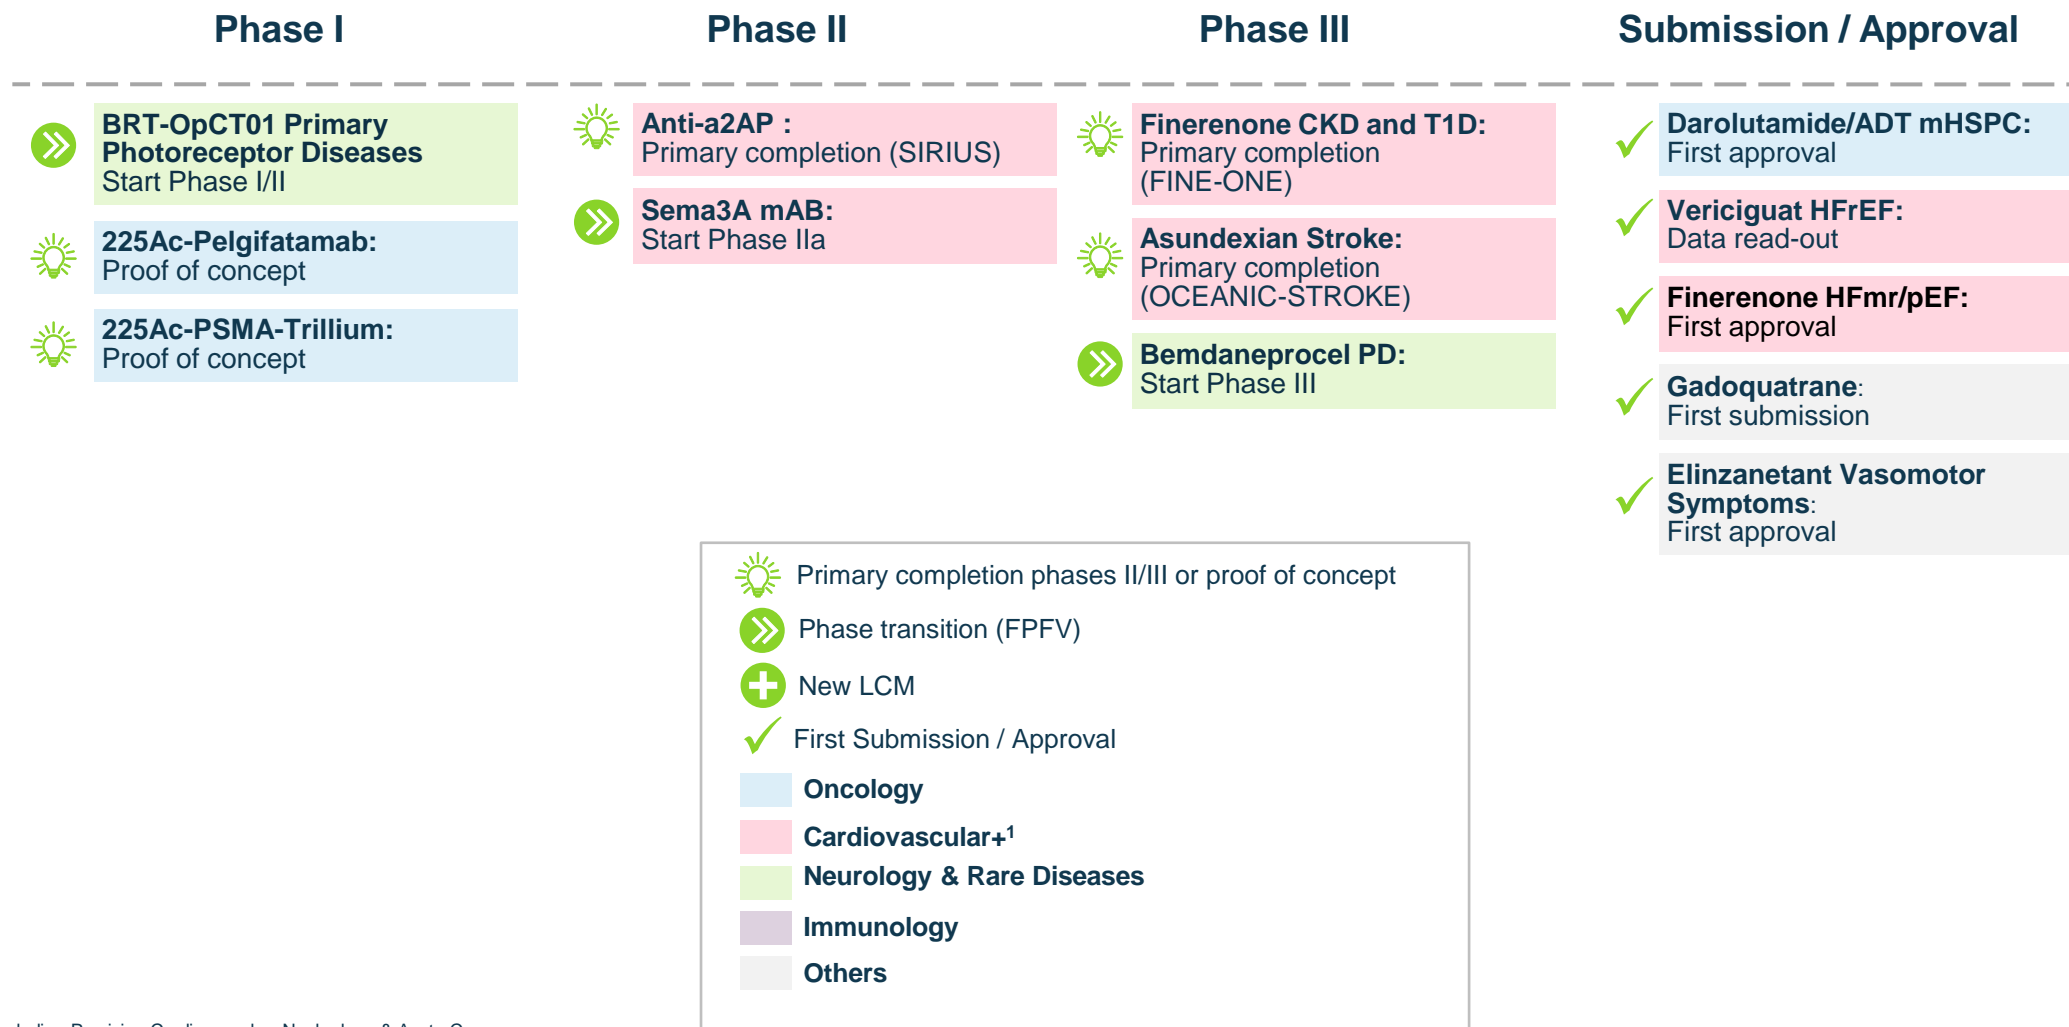 Phase I
Phase II
Phase III
Submission / Approval
BRT-OpCT01 Primary
Photoreceptor Diseases
Start Phase I/II
225Ac-Pelgifatamab:
Proof of concept
225Ac-PSMA-Trillium:
Proof of concept
Anti-a2AP :
Primary completion (SIRIUS)
Sema3A mAB:
Start Phase IIa
Finerenone CKD and T1D:
Primary completion
(FINE-ONE)
Asundexian Stroke:
Primary completion
(OCEANIC-STROKE)
Bemdaneprocel PD:
Start Phase III
Darolutamide/ADT mHSPC:
First approval
Vericiguat HFrEF:
Data read-out
Finerenone HFmr/pEF:
First approval
Gadoquatrane:
First submission
Elinzanetant Vasomotor
Symptoms:
First approval
Primary completion phases II/III or proof of concept
Phase transition (FPFV)
New LCM
First Submission / Approval
Oncology
Cardiovascular+¹
Neurology & Rare Diseases
Immunology
Others